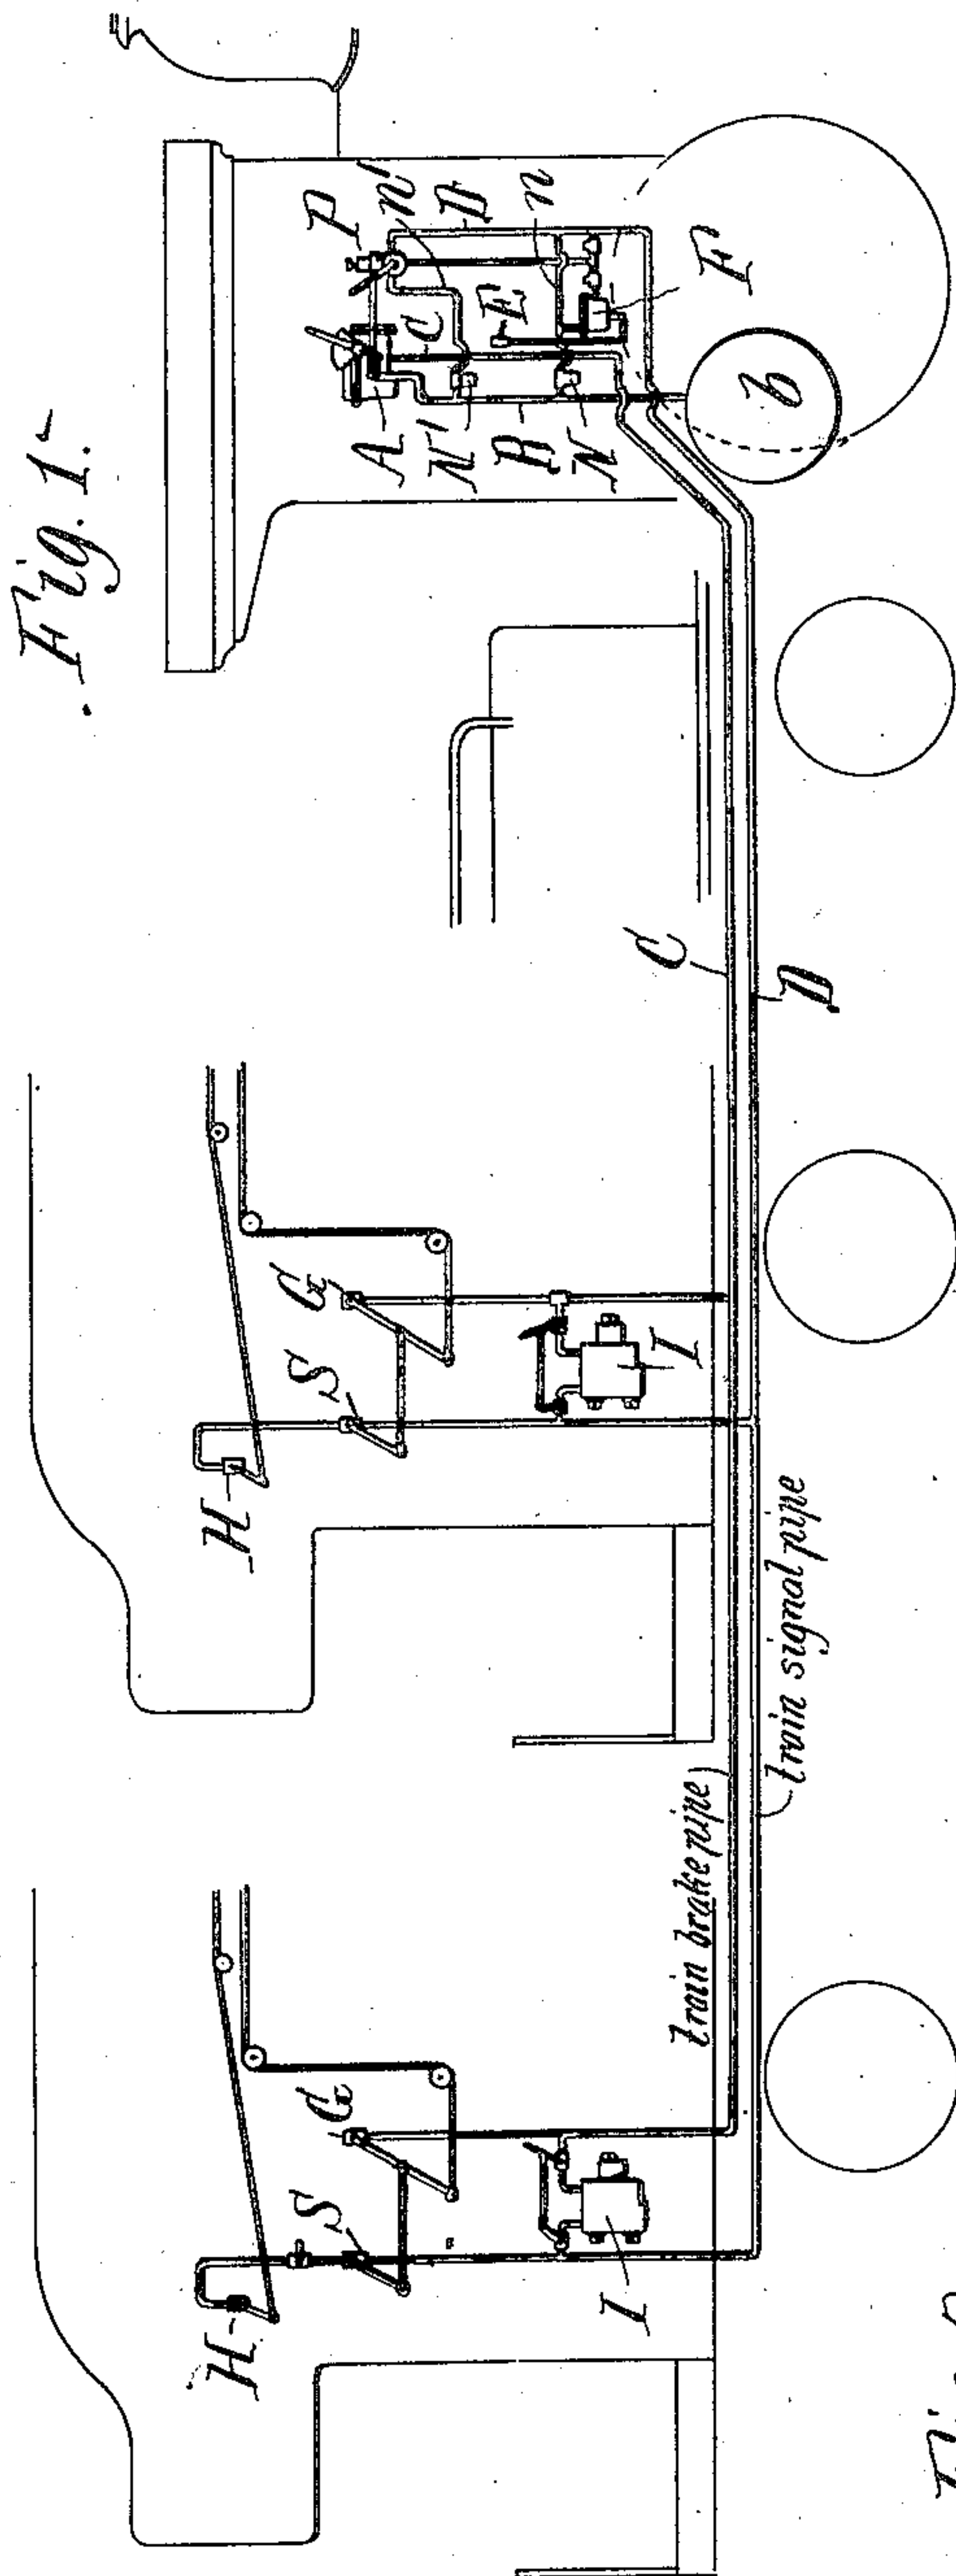 Fig. 1.
P
n'
D
C
E
n
F
A
N'
B
N
b
C
D
G
S
H
I
train signal pipe
train brake pipe
G
S
H
I